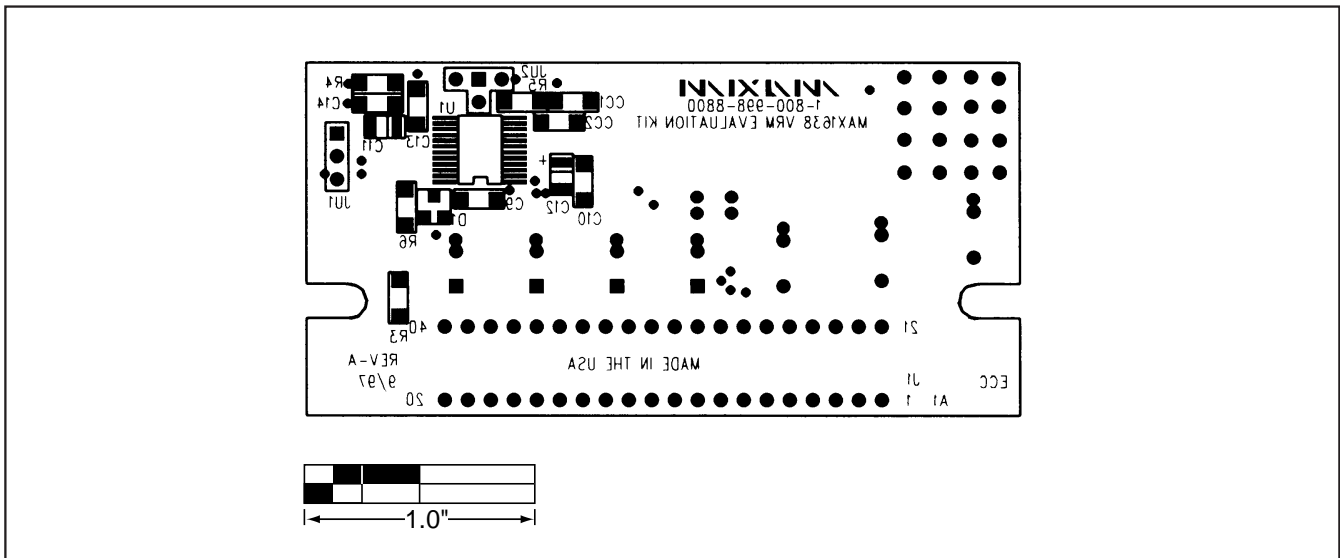 JU2
R4
R5
C14
U1
CC1
CC2
MAXIM
1-800-998-8800
MAX1638 VRM EVALUATION KIT
C11
C13
+
JU1
R6
D1
C9
C12
C10
R3
40
21
REV-A
9/97
MADE IN THE USA
20
J1
1
A1
ECC
1.0"